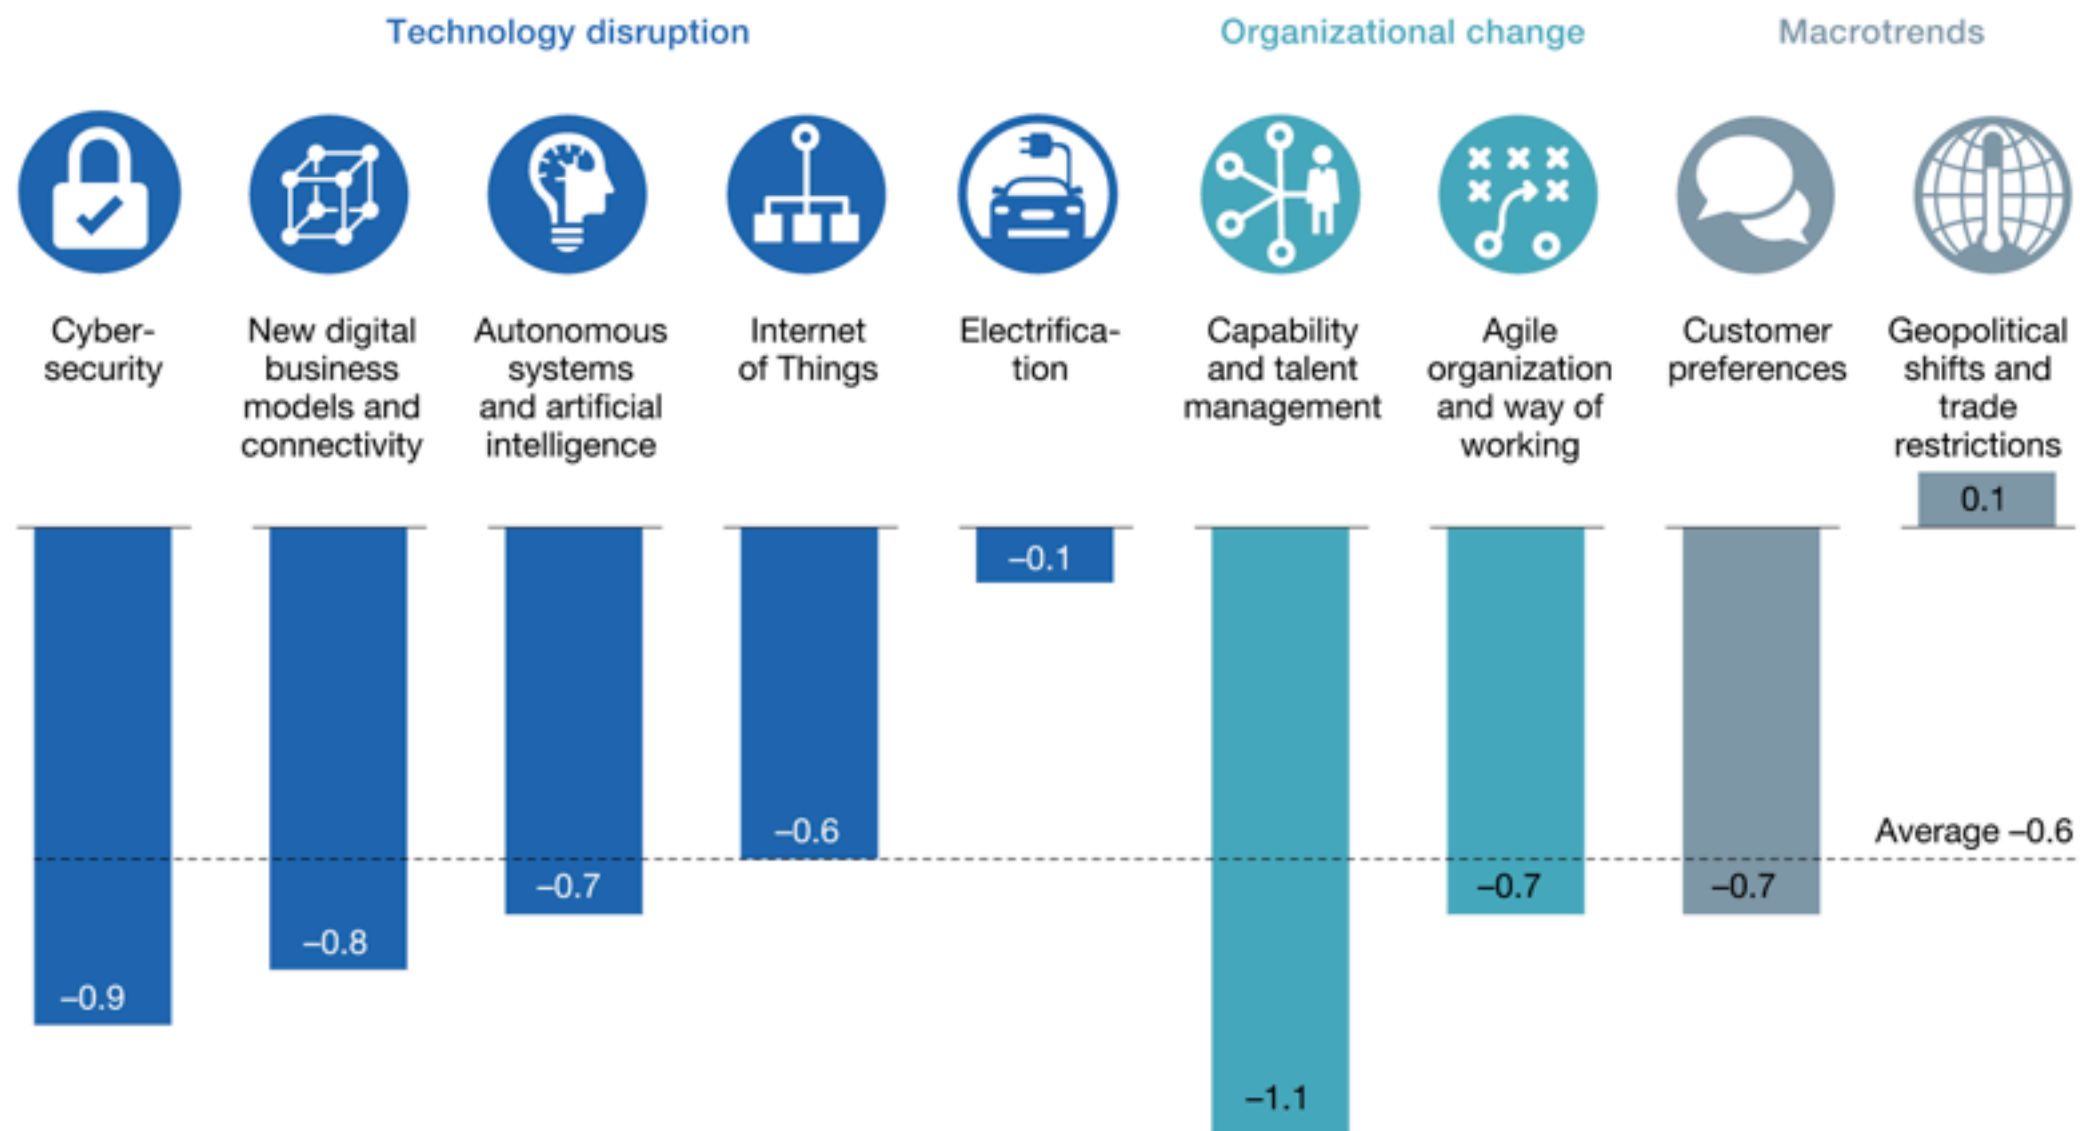 Technology disruption
Organizational change
Macrotrends
Cyber-
security
New digital
business
models and
connectivity
Autonomous
systems
and artificial
intelligence
Internet
of Things
Electrifica-
tion
Capability
and talent
management
Agile
organization
and way of
working
Customer
preferences
Geopolitical
shifts and
trade
restrictions
–0.9
–0.8
–0.7
–0.6
–0.1
–1.1
–0.7
–0.7
0.1
Average –0.6